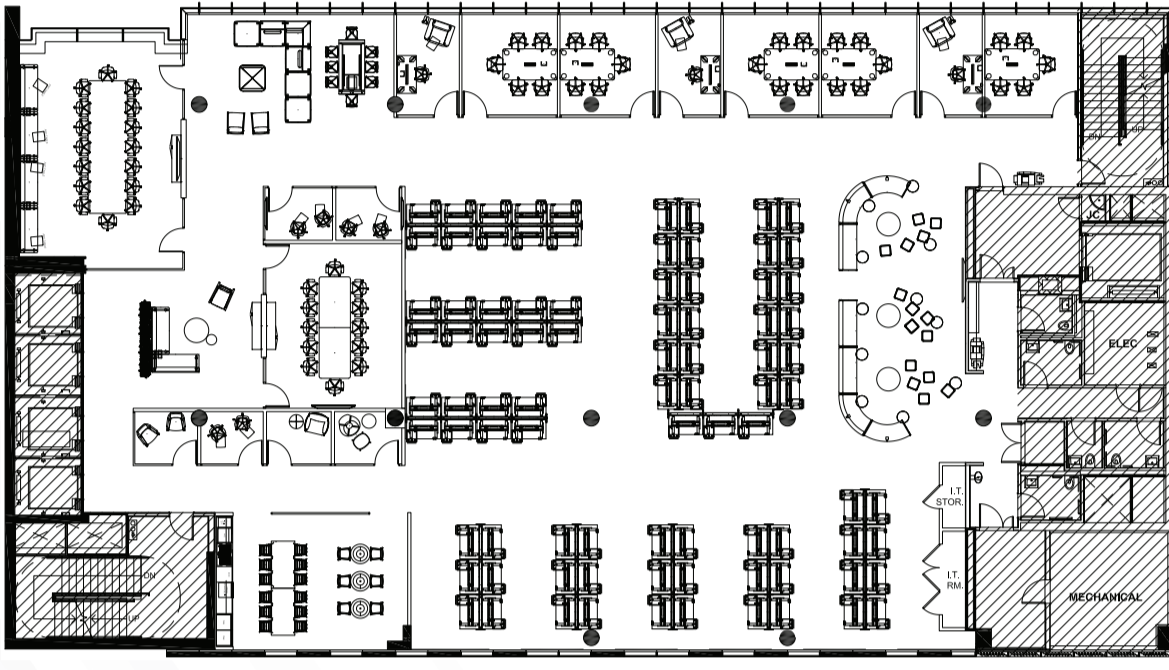 DN
UP
JC
ELEC
I.T.
STOR.
I.T.
RM.
MECHANICAL
DN
UP